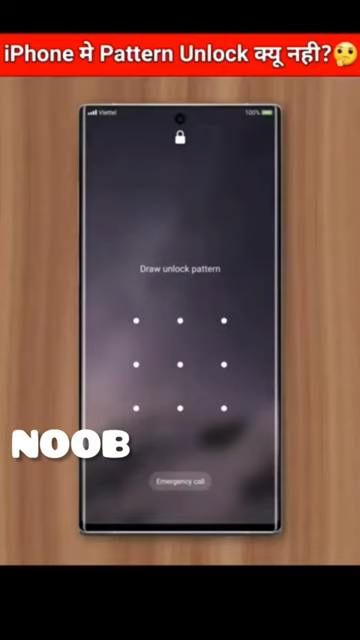 iPhone मे Pattern Unlock क्यू नही?🤔
Viettel
100%
Draw unlock pattern
NOOB
Emergency call